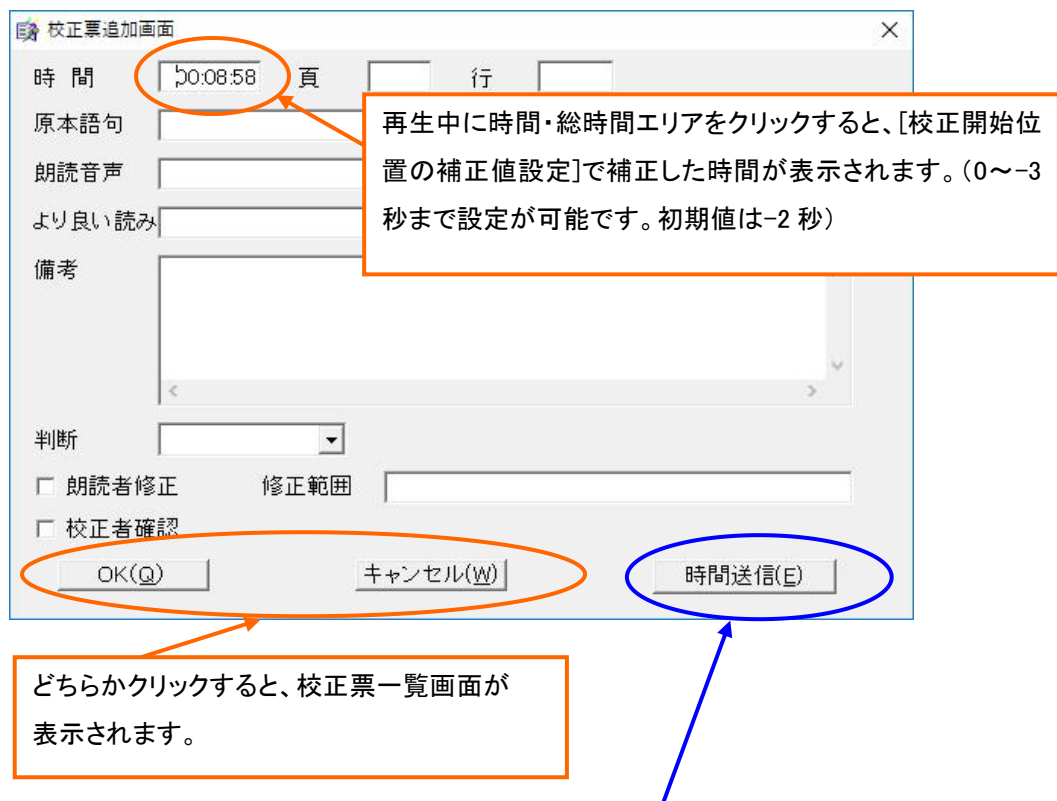 校正票追加画面
時 間 00:08:58 頁 行
原本語句
朗読音声
より良い読み
備考
再生中に時間・総時間エリアをクリックすると、[校正開始位
置の補正値設定]で補正した時間が表示されます。(0～-3
秒まで設定が可能です。初期値は-2 秒)
判断
朗読者修正 修正範囲
校正者確認
OK(Q) キャンセル(W) 時間送信(E)
どちらかクリックすると、校正票一覧画面が
表示されます。